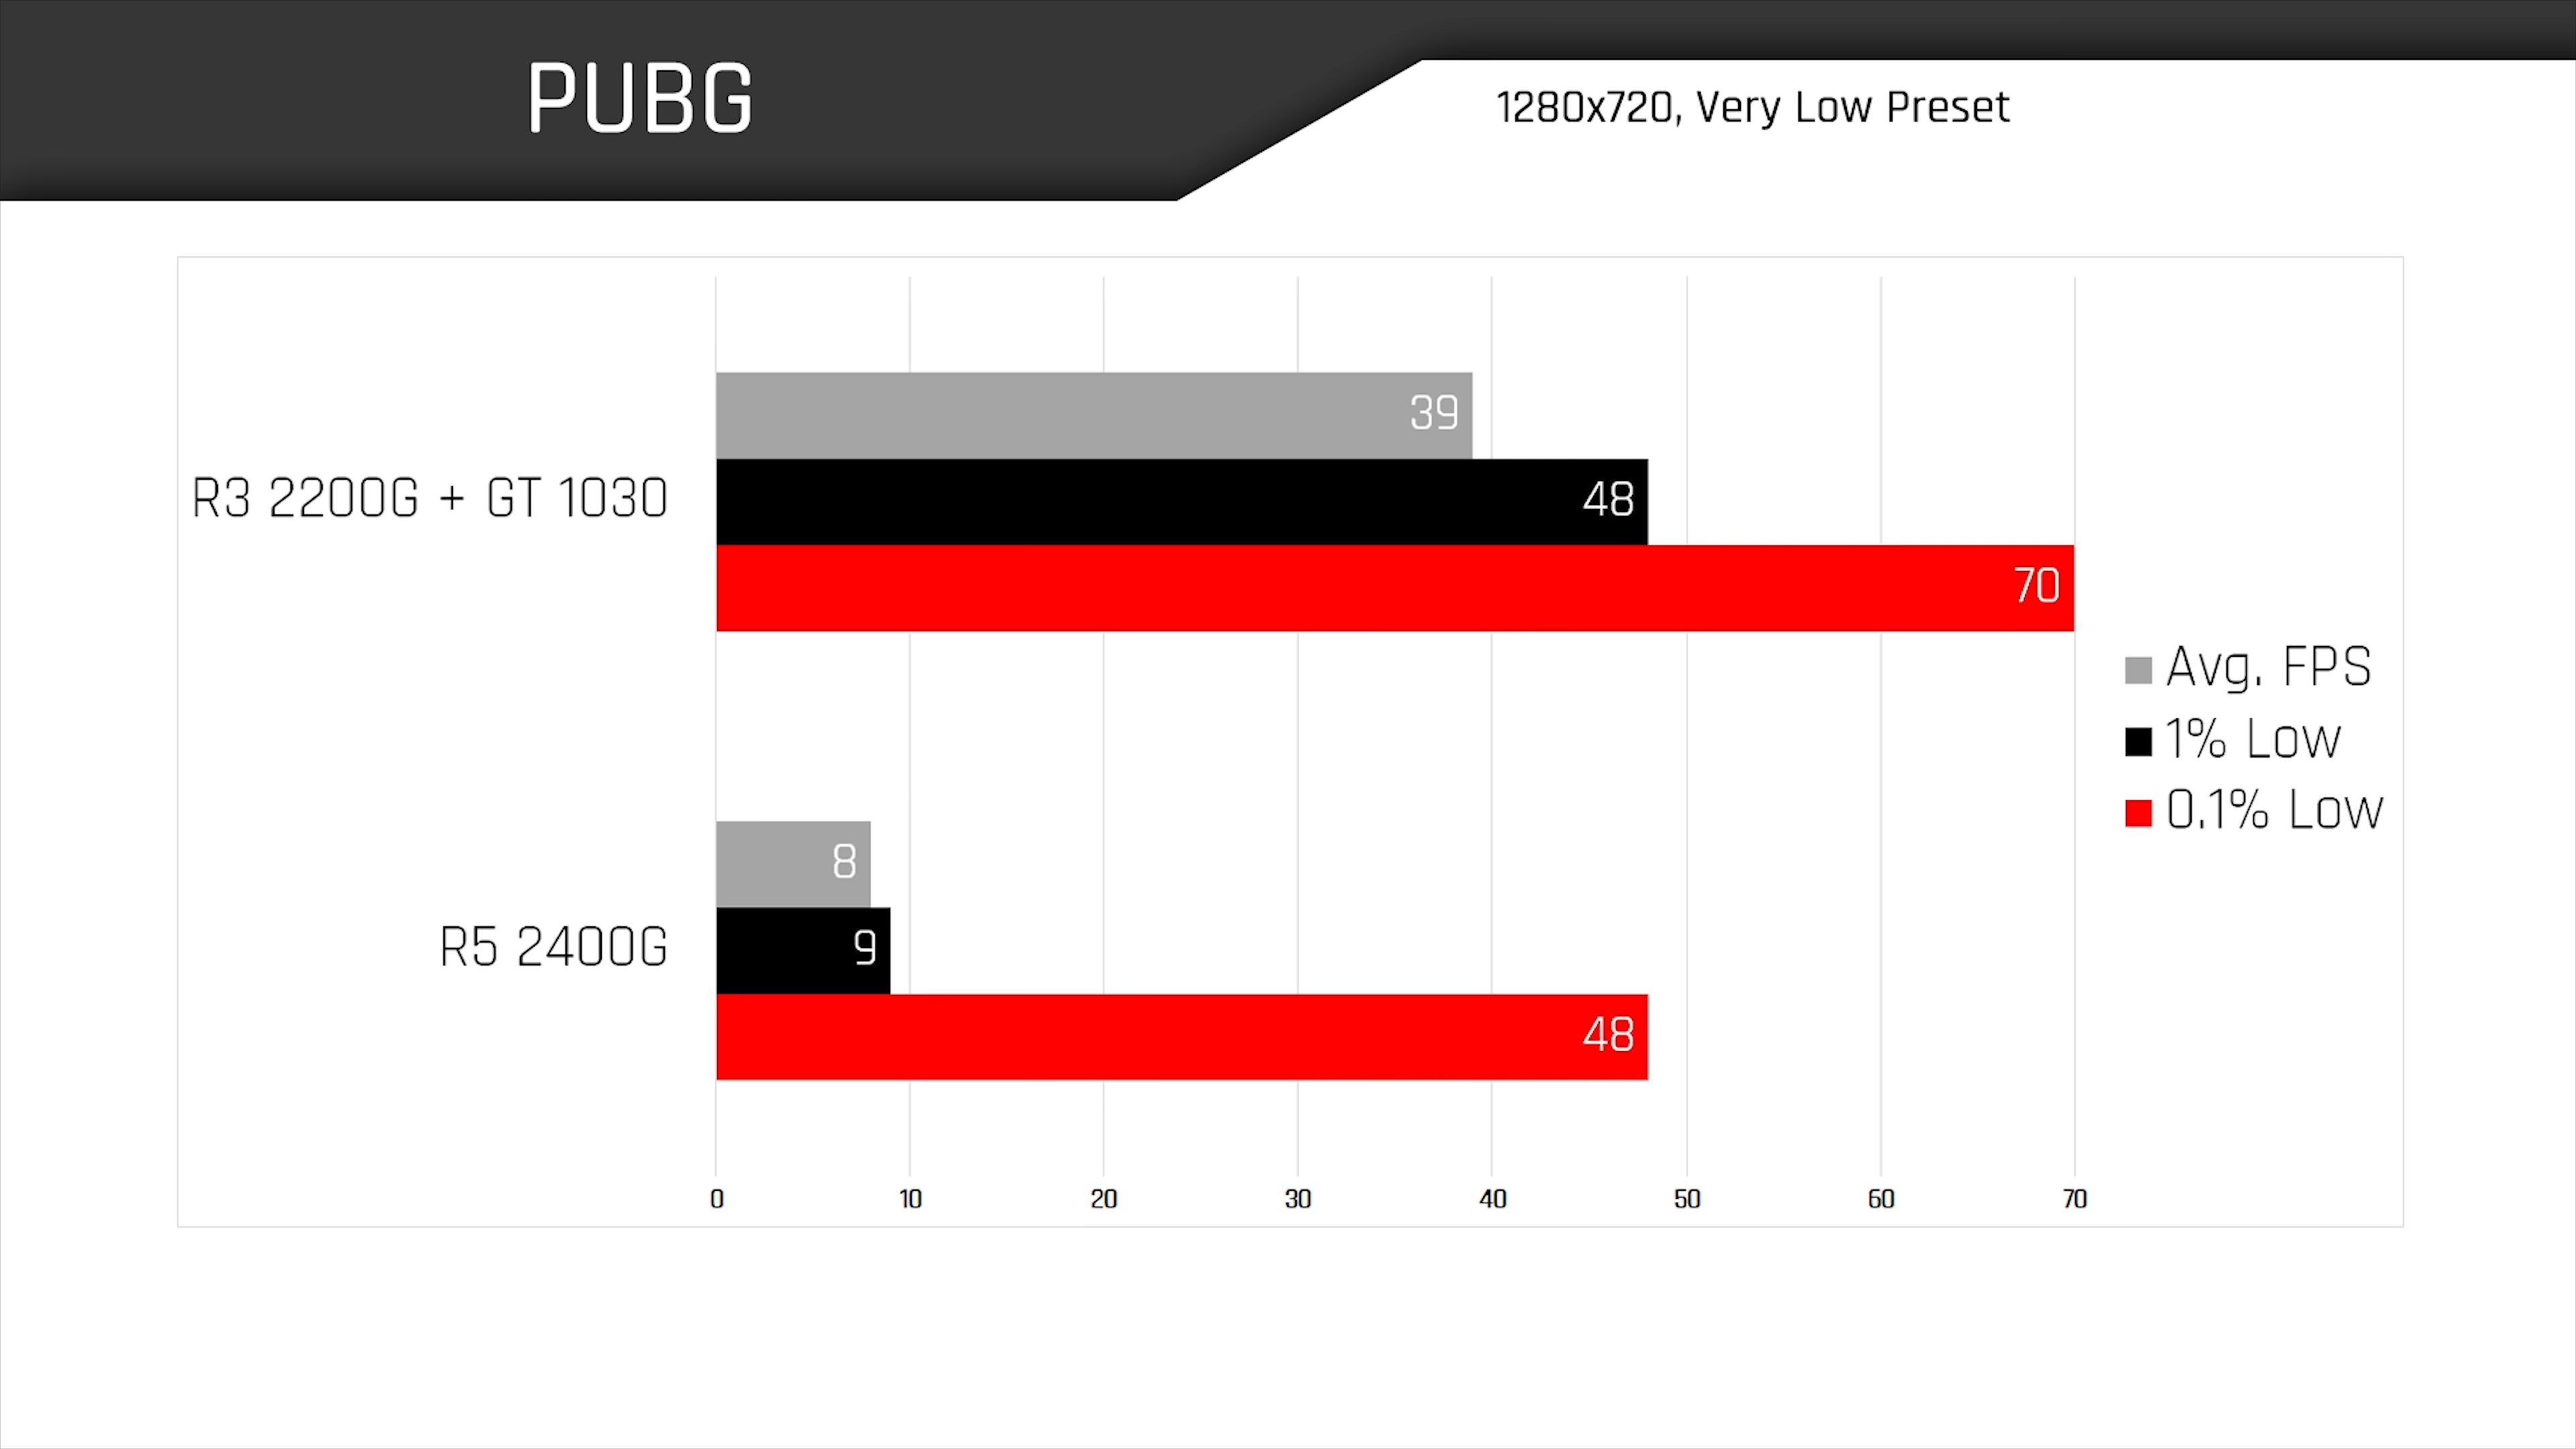 PUBG
1280x720, Very Low Preset
39
R3 2200G + GT 1030
48
70
Avg. FPS
1% Low
0.1% Low
8
R5 2400G
9
48
0 10 20 30 40 50 60 70